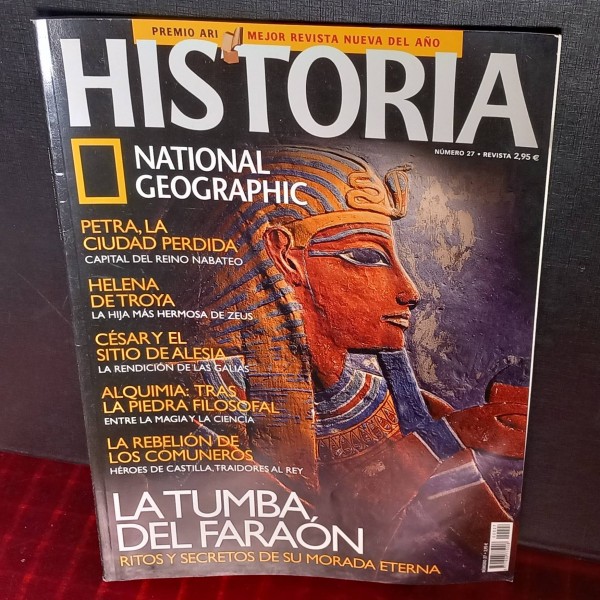 PREMIO ARI MEJOR REVISTA NUEVA DEL AÑO
HISTORIA
NÚMERO 27 • REVISTA 2,95 €
NATIONAL
GEOGRAPHIC
PETRA, LA
CIUDAD PERDIDA
CAPITAL DEL REINO NABATEO
HELENA
DE TROYA
LA HIJA MÁS HERMOSA DE ZEUS
CÉSAR Y EL
SITIO DE ALESIA
LA RENDICIÓN DE LAS GALIAS
ALQUIMIA: TRAS
LA PIEDRA FILOSOFAL
ENTRE LA MAGIA Y LA CIENCIA
LA REBELIÓN DE
LOS COMUNEROS
HÉROES DE CASTILLA, TRAIDORES AL REY
LA TUMBA
DEL FARAÓN
RITOS Y SECRETOS DE SU MORADA ETERNA